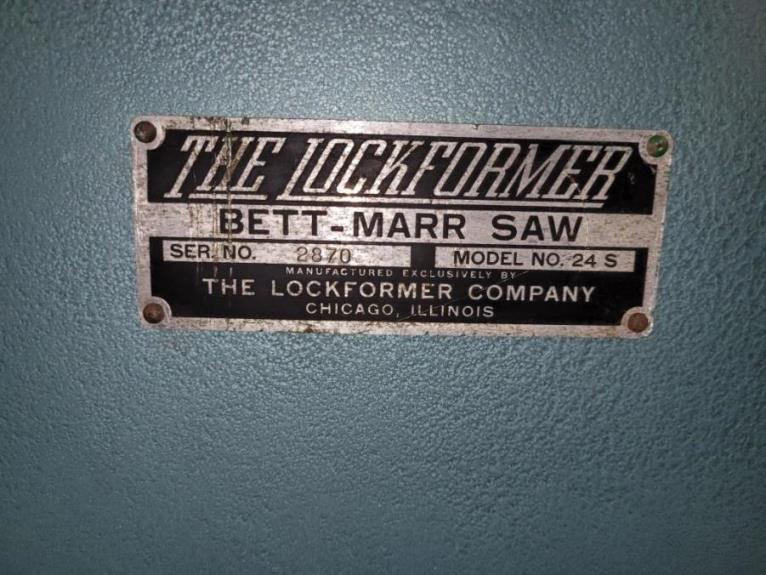 THE LOCKFORMER
BETT-MARR SAW
SER. NO. 2870 MODEL NO. 24 S
MANUFACTURED EXCLUSIVELY BY
THE LOCKFORMER COMPANY
CHICAGO, ILLINOIS